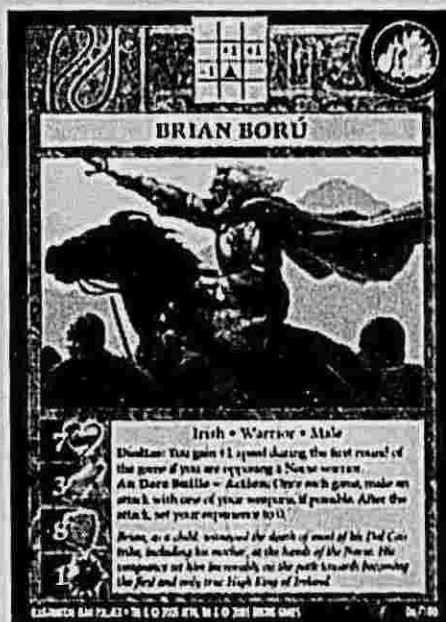 +1 +1
-1
BRIAN BORÚ
7
3
8
1
Irish • Warrior • Male
You gain +1 speed during the first round of
the game if you are opposing a Norse warrior.
An Dero Buille – Action: Once each game, make an
attack with one of your weapons, if possible. After the
attack, set your experience to 0.
Brian, as a child, witnessed the death of most of his Dal Cais
tribe, including his mother, at the hands of the Norse. His
vengeance set him inexorably on the path towards becoming
the first and only true High King of Ireland.